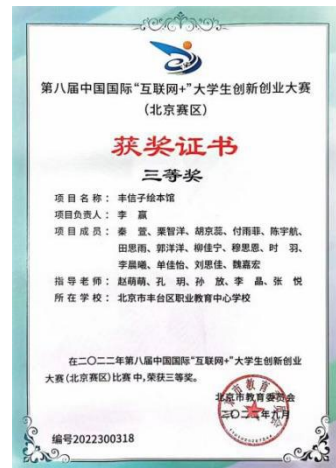 第八届中国国际“互联网+”大学生创新创业大赛
(北京赛区)
获奖证书
三等奖
项目名称：丰信子绘本馆
项目负责人：李 赢
项目成员：秦 萱、栗智洋、胡京蕊、付雨菲、陈宇航、
田思雨、郭洋洋、柳佳宁、穆思恩、时 羽、
李晨曦、单佳怡、刘思佳、魏嘉宏
指导老师：赵萌萌、孔 玥、孙 放、李 晶、张 悦
所在学校：北京市丰台区职业教育中心学校
在二〇二二年第八届中国国际“互联网+”大学生创新创业
大赛(北京赛区)比赛中,荣获三等奖。
北京市教育委员会
二〇二二年九月
编号2022300318